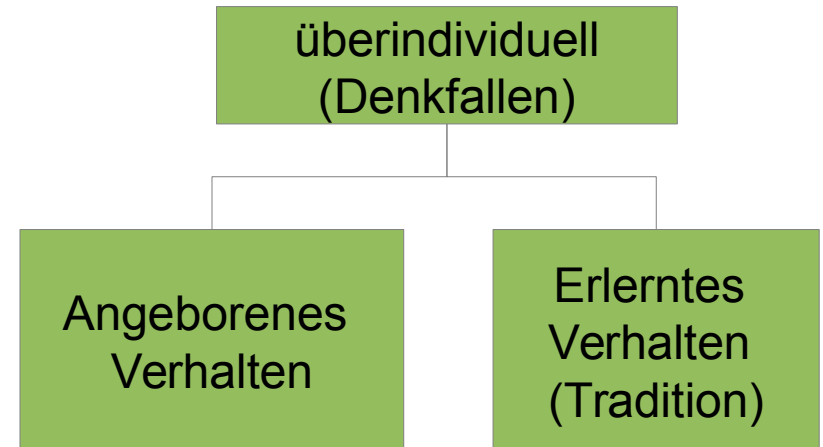 überindividuell
(Denkfallen)
Angeborenes
Verhalten
Erlerntes
Verhalten
(Tradition)